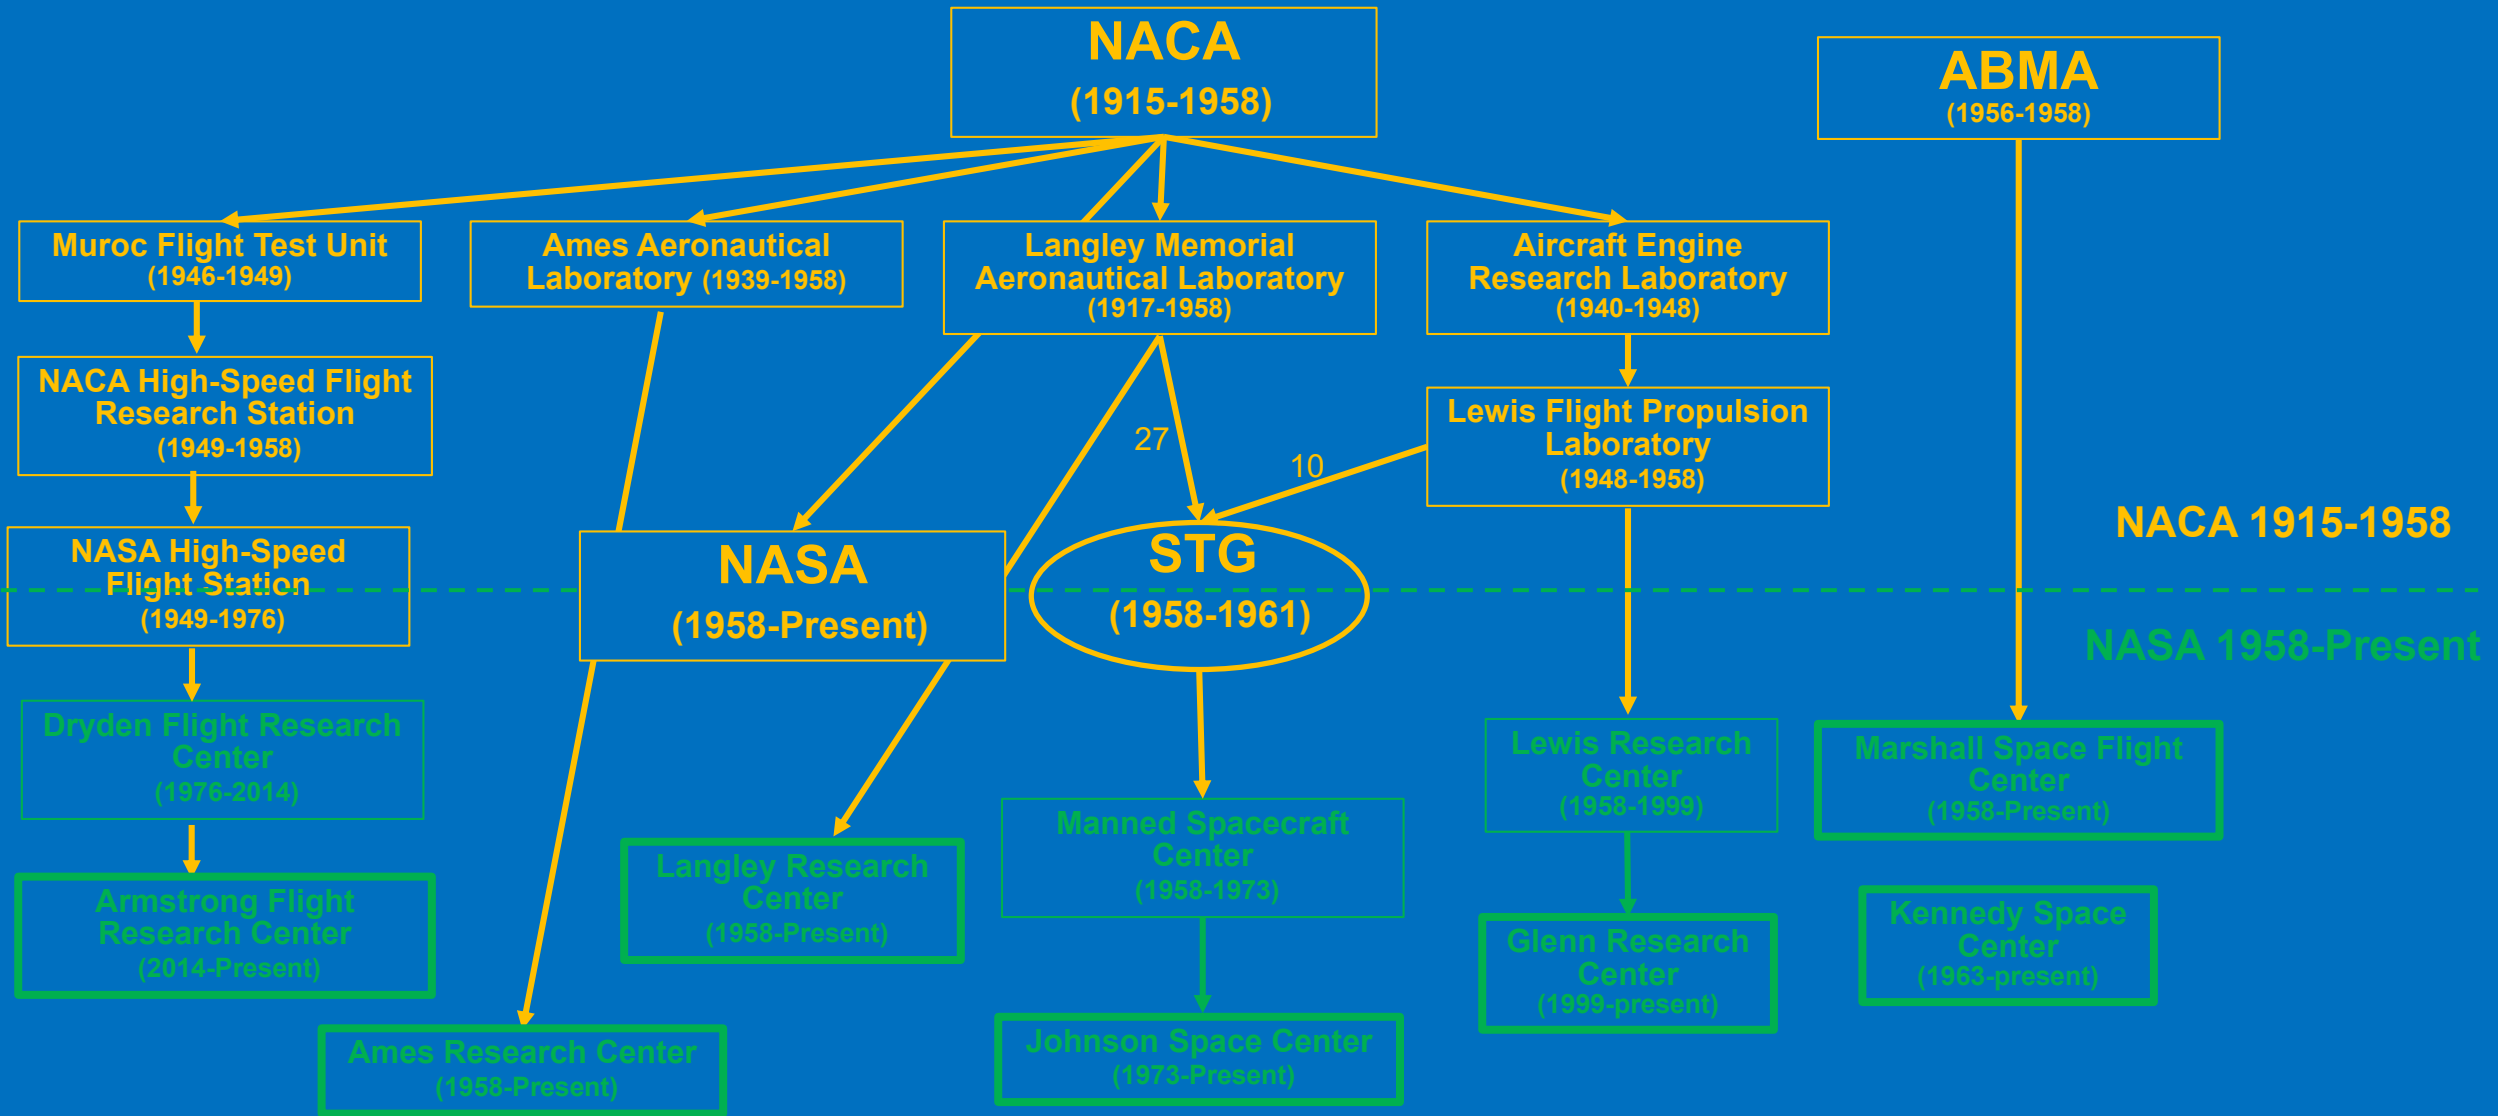 NACA
(1915-1958)
ABMA
(1956-1958)
Muroc Flight Test Unit
(1946-1949)
Ames Aeronautical
Laboratory (1939-1958)
Langley Memorial
Aeronautical Laboratory
(1917-1958)
Aircraft Engine
Research Laboratory
(1940-1948)
NACA High-Speed Flight
Research Station
(1949-1958)
27
10
Lewis Flight Propulsion
Laboratory
(1948-1958)
NASA High-Speed
Flight Station
(1949-1976)
NASA
(1958-Present)
STG
(1958-1961)
NACA 1915-1958
NASA 1958-Present
Dryden Flight Research
Center
(1976-2014)
Lewis Research
Center
(1958-1999)
Marshall Space Flight
Center
(1958-Present)
Manned Spacecraft
Center
(1958-1973)
Langley Research
Center
(1958-Present)
Armstrong Flight
Research Center
(2014-Present)
Kennedy Space
Center
(1963-present)
Glenn Research
Center
(1999-present)
Ames Research Center
(1958-Present)
Johnson Space Center
(1973-Present)